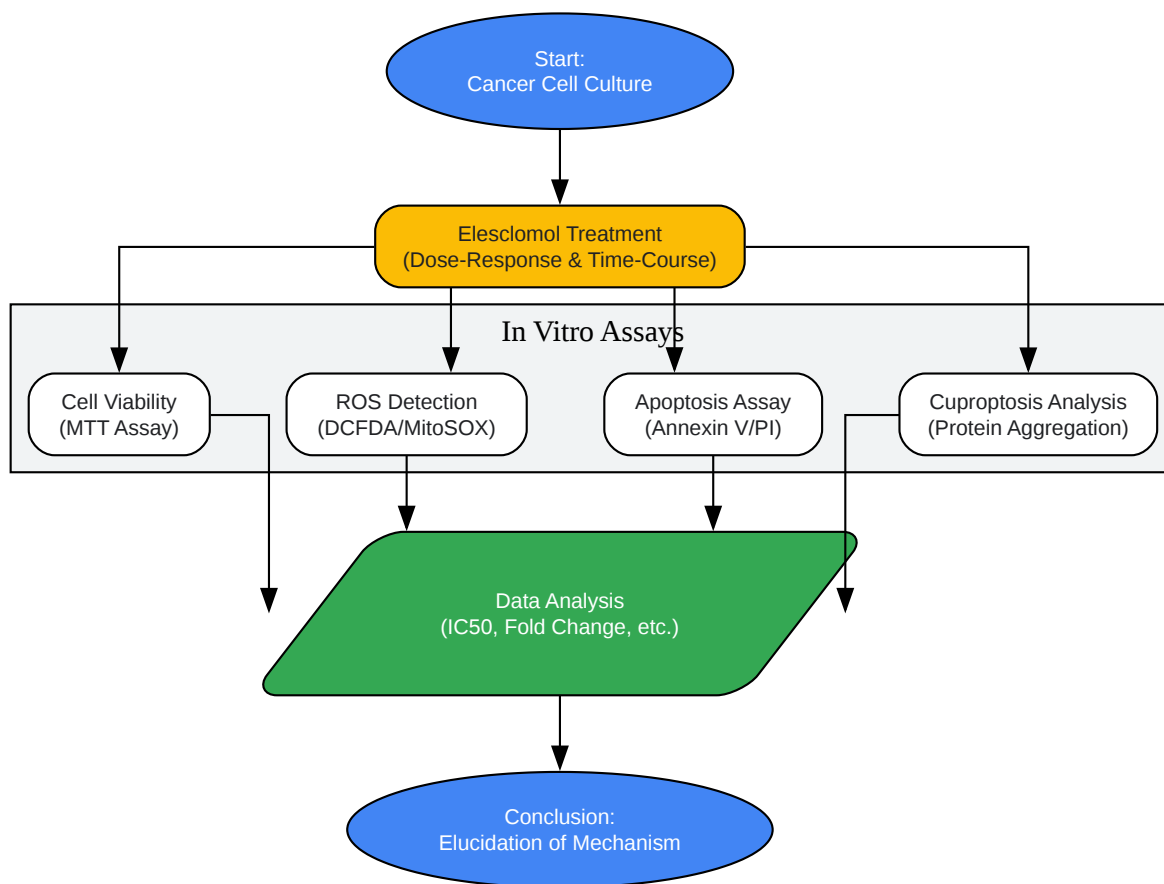 Start:
Cancer Cell Culture
Elesclomol Treatment
(Dose-Response & Time-Course)
In Vitro Assays
Cell Viability
(MTT Assay)
ROS Detection
(DCFDA/MitoSOX)
Apoptosis Assay
(Annexin V/PI)
Cuproptosis Analysis
(Protein Aggregation)
Data Analysis
(IC50, Fold Change, etc.)
Conclusion:
Elucidation of Mechanism